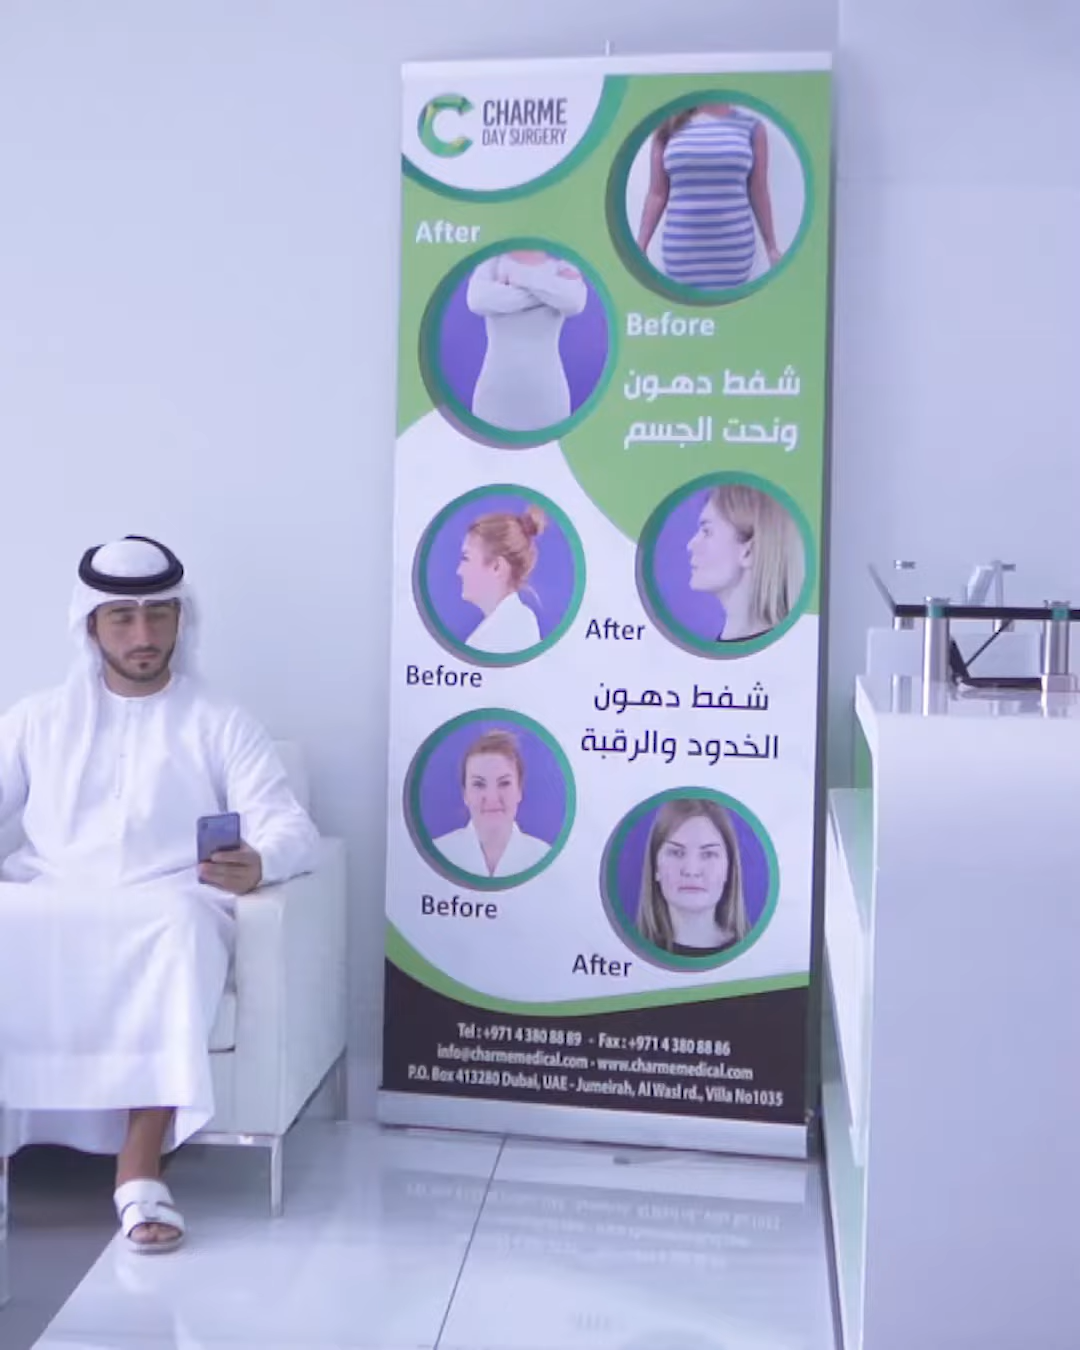 CHARME
DAY SURGERY
After
Before
شفط دهون
ونحت الجسم
After
Before
شفط دهون
الخدود والرقبة
Before
After
Tel : +971 4 380 88 89 - Fax : +971 4 380 88 86
info@charmemedical.com - www.charmemedical.com
P.O. Box 413280 Dubai, UAE - Jumeirah, Al Wasl rd., Villa No1035